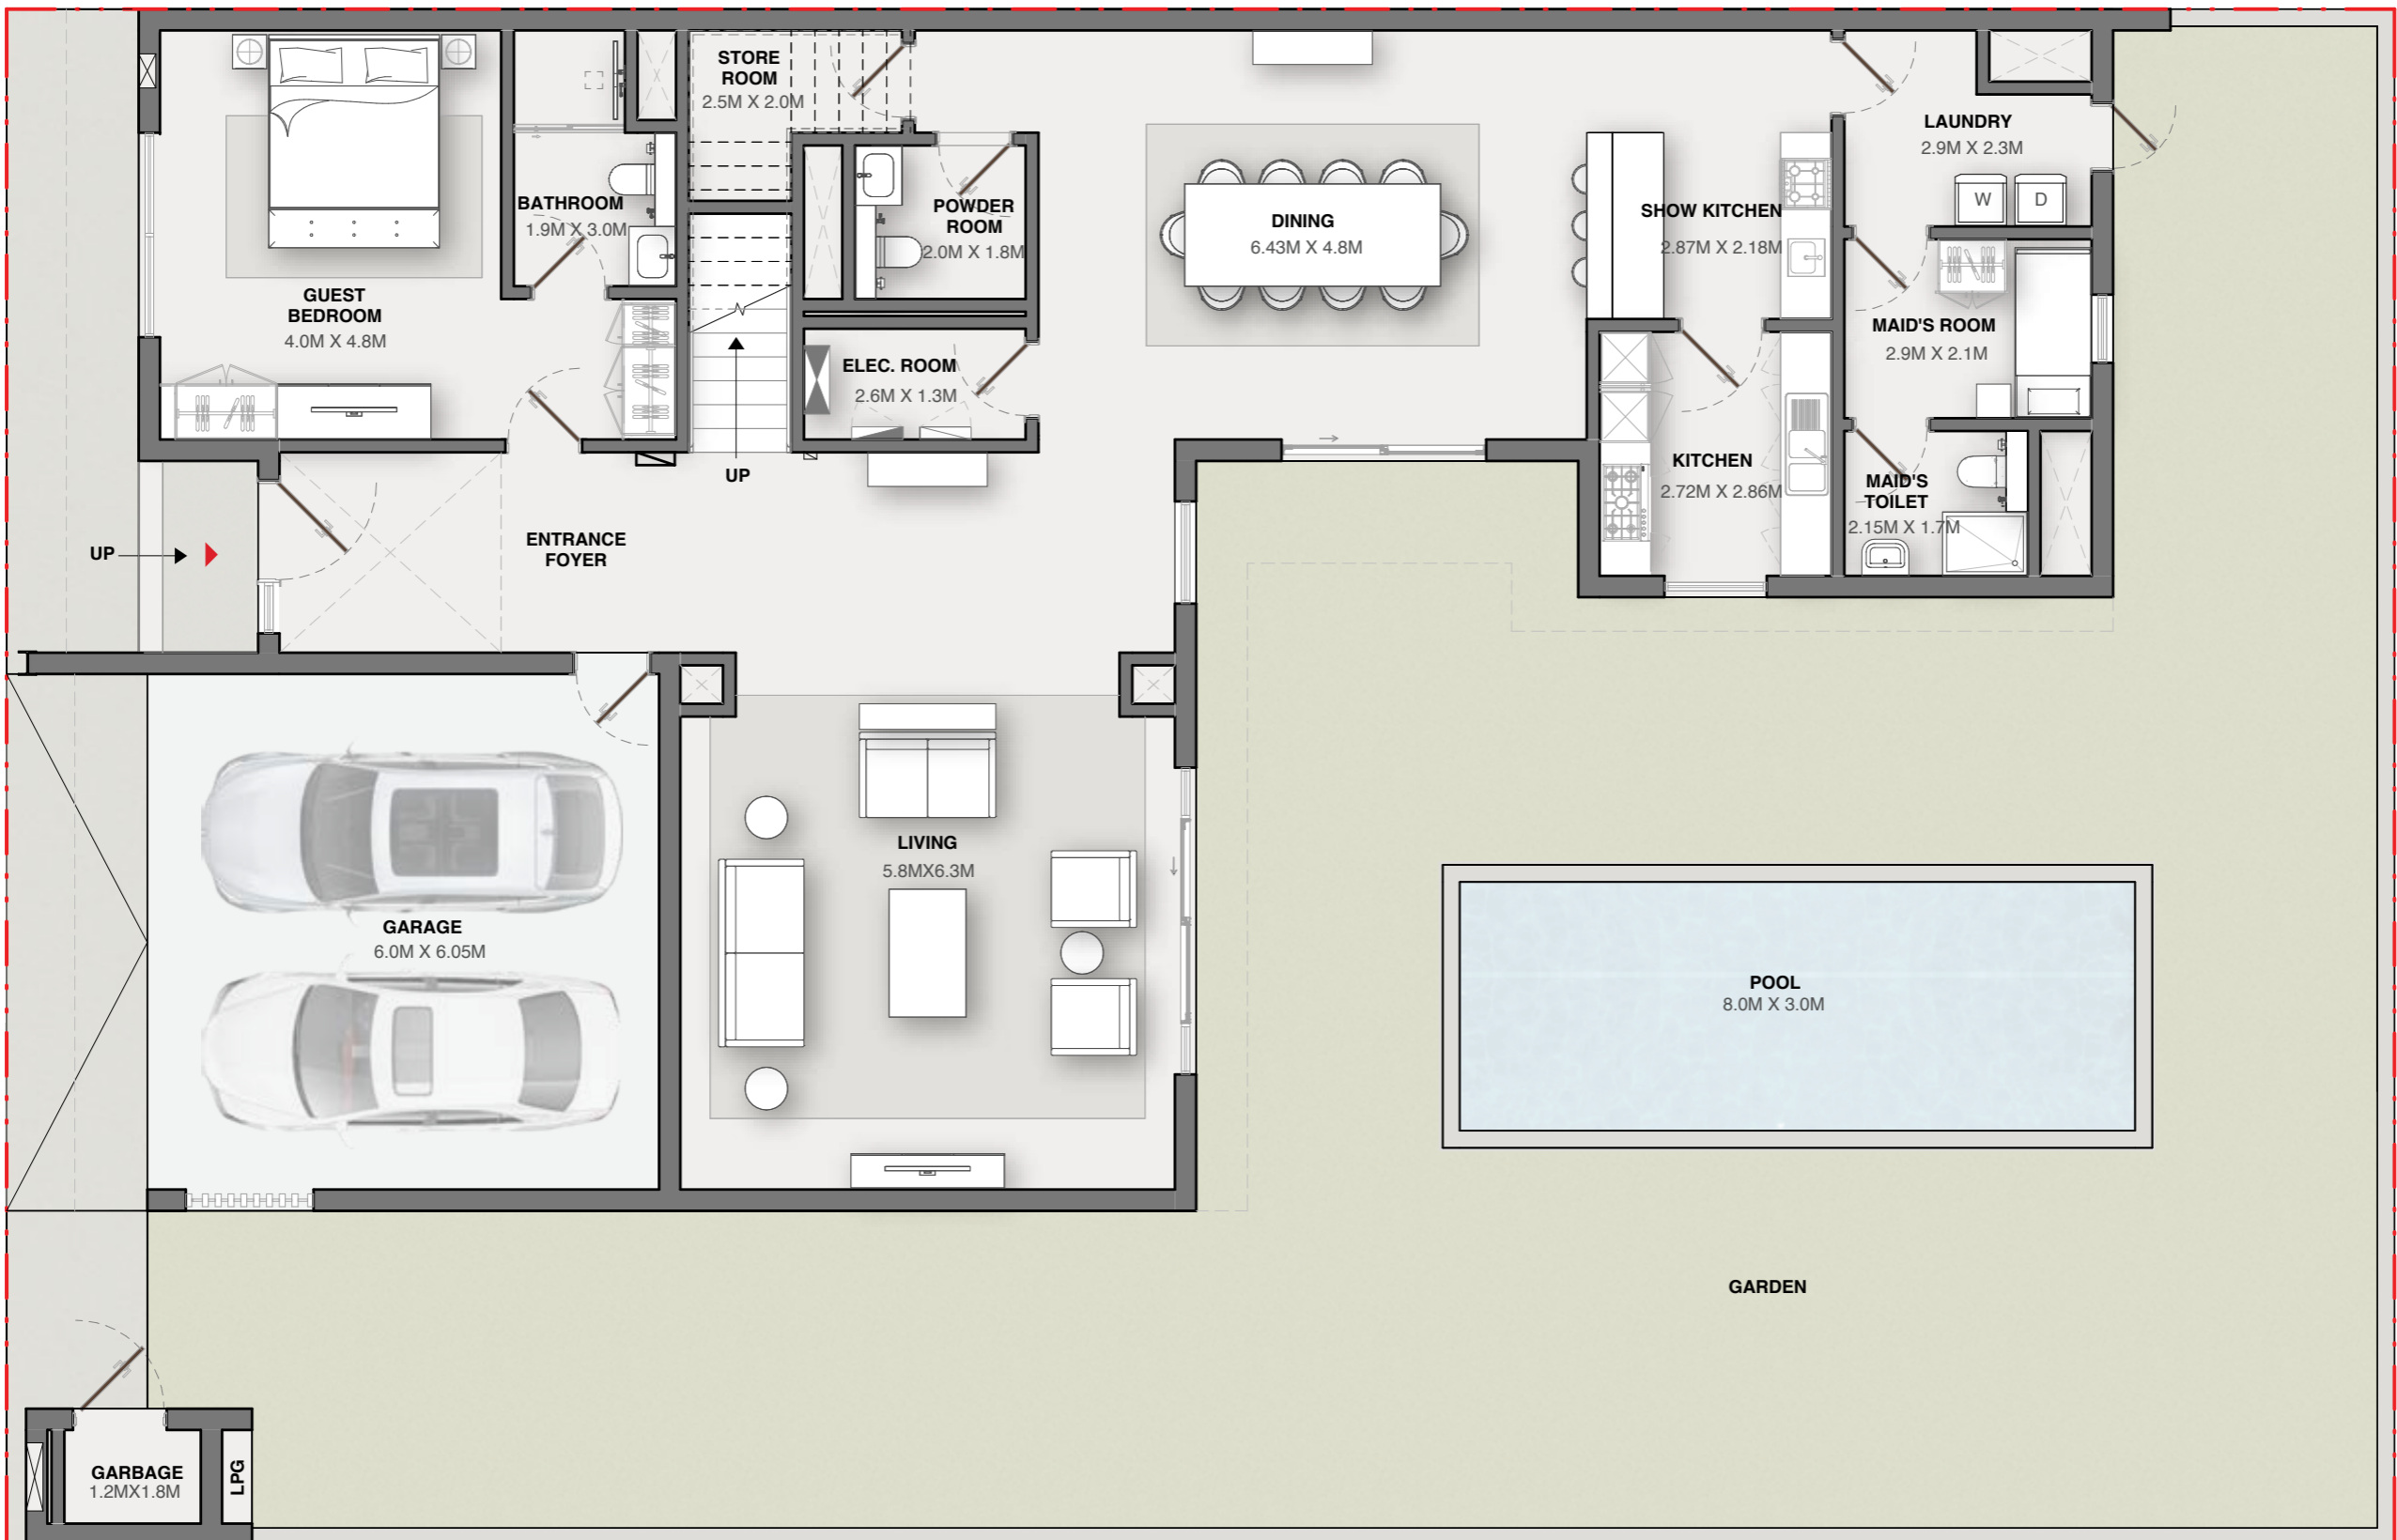 STORE
ROOM
2.5M X 2.0M
LAUNDRY
2.9M X 2.3M
W
D
BATHROOM
1.9M X 3.0M
POWDER
ROOM
2.0M X 1.8M
DINING
6.43M X 4.8M
SHOW KITCHEN
2.87M X 2.18M
GUEST
BEDROOM
4.0M X 4.8M
ELEC. ROOM
2.6M X 1.3M
MAID'S ROOM
2.9M X 2.1M
UP
KITCHEN
2.72M X 2.86M
MAID'S
TOILET
2.15M X 1.7M
UP
ENTRANCE
FOYER
LIVING
5.8MX6.3M
GARAGE
6.0M X 6.05M
POOL
8.0M X 3.0M
GARDEN
GARBAGE
1.2MX1.8M
LPG